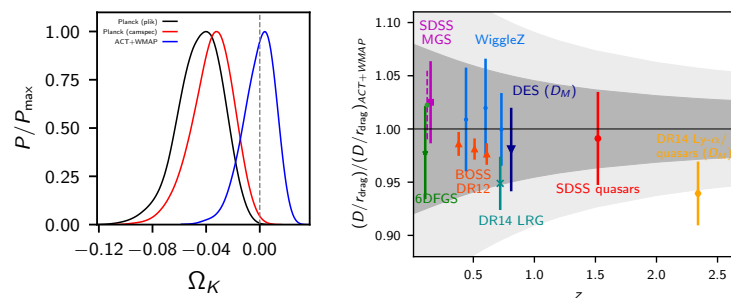 Planck (plik)
Planck (camspec)
ACT+WMAP
P/P_max
1.00
0.75
0.50
0.25
0.00
−0.12 −0.08 −0.04 0.00
Ω_K
(D/r_drag)/(D/r_drag)_ACT+WMAP
1.10
1.05
1.00
0.95
0.90
SDSS
MGS
WiggleZ
DES (D_M)
6DFGS
BOSS
DR12
DR14 LRG
SDSS quasars
DR14
quasars (D_M)
0.5 1.0 1.5 2.0 2.5
z